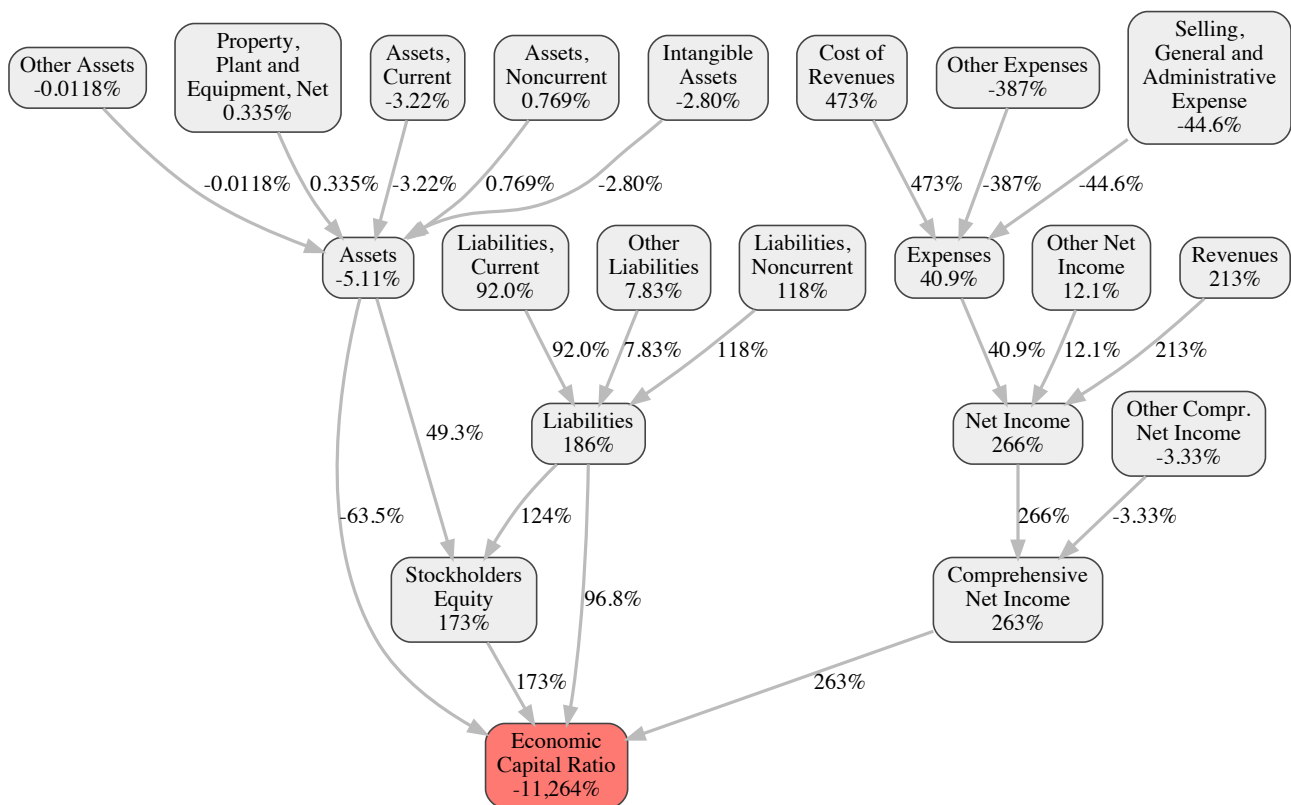 Other Assets
-0.0118%
Property,
Plant and
Equipment, Net
0.335%
Assets,
Current
-3.22%
Assets,
Noncurrent
0.769%
Intangible
Assets
-2.80%
Cost of
Revenues
473%
Other Expenses
-387%
Selling,
General and
Administrative
Expense
-44.6%
-0.0118%
0.335%
-3.22%
0.769%
-2.80%
473%
-387%
-44.6%
Assets
-5.11%
Liabilities,
Current
92.0%
Other
Liabilities
7.83%
Liabilities,
Noncurrent
118%
Expenses
40.9%
Other Net
Income
12.1%
Revenues
213%
92.0%
7.83%
118%
40.9%
12.1%
213%
49.3%
Liabilities
186%
Net Income
266%
Other Compr.
Net Income
-3.33%
-63.5%
124%
266%
-3.33%
Stockholders
Equity
173%
96.8%
Comprehensive
Net Income
263%
173%
263%
Economic
Capital Ratio
-11,264%